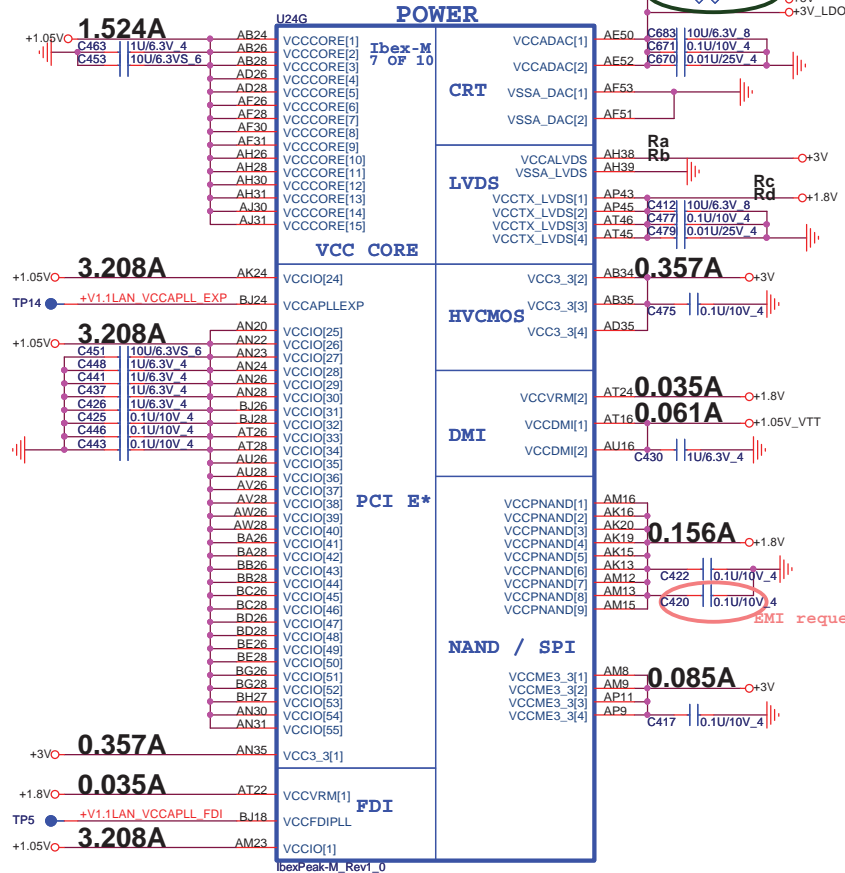 POWER
U24G
Ibex-M
7 OF 10
+1.05V
1.524A
C463 1U/6.3V_4
C453 10U/6.3VS_6
AB24 VCCCORE[1]
AB26 VCCCORE[2]
AB28 VCCCORE[3]
AD26 VCCCORE[4]
AD28 VCCCORE[5]
AF26 VCCCORE[6]
AF28 VCCCORE[7]
AF30 VCCCORE[8]
AF31 VCCCORE[9]
AH26 VCCCORE[10]
AH28 VCCCORE[11]
AH30 VCCCORE[12]
AH31 VCCCORE[13]
AJ30 VCCCORE[14]
AJ31 VCCCORE[15]
VCC CORE
+1.05V 3.208A AK24 VCCIO[24]
TP14 +V1.1LAN_VCCAPLL_EXP BJ24 VCCAPLLEXP
+1.05V 3.208A
C451 10U/6.3VS_6
C448 1U/6.3V_4
C441 1U/6.3V_4
C437 1U/6.3V_4
C426 1U/6.3V_4
C425 0.1U/10V_4
C446 0.1U/10V_4
C443 0.1U/10V_4
AN20 VCCIO[25]
AN22 VCCIO[26]
AN23 VCCIO[27]
AN24 VCCIO[28]
AN26 VCCIO[29]
AN28 VCCIO[30]
BJ26 VCCIO[31]
BJ28 VCCIO[32]
AT26 VCCIO[33]
AT28 VCCIO[34]
AU26 VCCIO[35]
AU28 VCCIO[36]
AV26 VCCIO[37]
AV28 VCCIO[38]
AW26 VCCIO[39]
AW28 VCCIO[40]
BA26 VCCIO[41]
BA28 VCCIO[42]
BB26 VCCIO[43]
BB28 VCCIO[44]
BC26 VCCIO[45]
BC28 VCCIO[46]
BD26 VCCIO[47]
BD28 VCCIO[48]
BE26 VCCIO[49]
BE28 VCCIO[50]
BG26 VCCIO[51]
BG28 VCCIO[52]
BH27 VCCIO[53]
AN30 VCCIO[54]
AN31 VCCIO[55]
PCI E*
+3V 0.357A AN35 VCC3_3[1]
+1.8V 0.035A AT22 VCCVRM[1]
FDI
TP5 +V1.1LAN_VCCAPLL_FDI BJ18 VCCFDIPLL
+1.05V 3.208A AM23 VCCIO[1]
IbexPeak-M_Rev1_0
+3V_LDO
CRT
VCCADAC[1] AE50
VCCADAC[2] AE52
VSSA_DAC[1] AF53
VSSA_DAC[2] AF51
C683 10U/6.3V_8
C671 0.1U/10V_4
C670 0.01U/25V_4
LVDS
Ra
Rb
VCCALVDS AH38 +3V
VSSA_LVDS AH39
Rc
Rd
VCCTX_LVDS[1] AP43 +1.8V
VCCTX_LVDS[2] AP45
VCCTX_LVDS[3] AT46
VCCTX_LVDS[4] AT45
C412 10U/6.3V_8
C477 0.1U/10V_4
C479 0.01U/25V_4
HVCMOS
VCC3_3[2] AB34 0.357A +3V
VCC3_3[3] AB35
VCC3_3[4] AD35
C475 0.1U/10V_4
DMI
VCCVRM[2] AT24 0.035A +1.8V
VCCDMI[1] AT16 0.061A +1.05V_VTT
VCCDMI[2] AU16
C430 1U/6.3V_4
NAND / SPI
VCCPNAND[1] AM16
VCCPNAND[2] AK16
VCCPNAND[3] AK20
VCCPNAND[4] AK19
VCCPNAND[5] AK15
VCCPNAND[6] AK13
VCCPNAND[7] AM12
VCCPNAND[8] AM13
VCCPNAND[9] AM15
0.156A +1.8V
C422 0.1U/10V_4
C420 0.1U/10V_4
EMI reque
VCCME3_3[1] AM8
VCCME3_3[2] AM9
VCCME3_3[3] AP11
VCCME3_3[4] AP9
0.085A +3V
C417 0.1U/10V_4